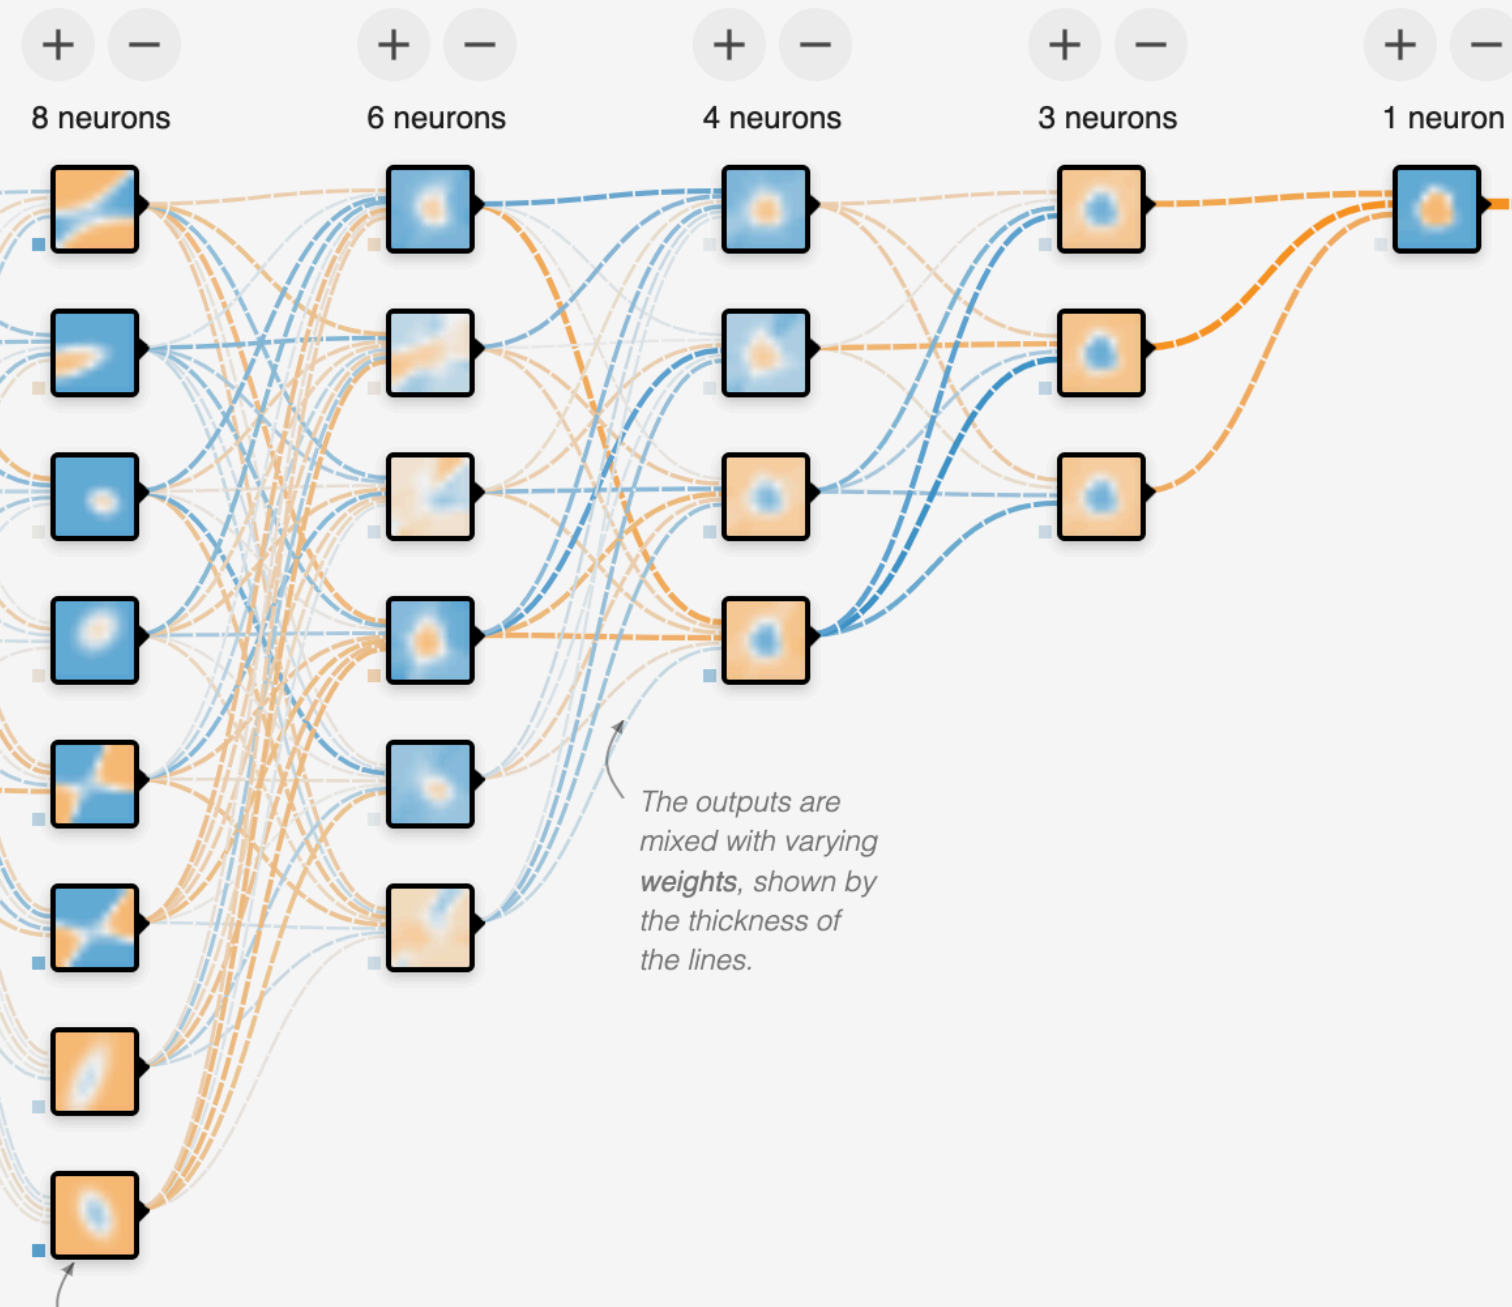 + − + − + − + − + −
8 neurons 6 neurons 4 neurons 3 neurons 1 neuron
The outputs are
mixed with varying
weights, shown by
the thickness of
the lines.